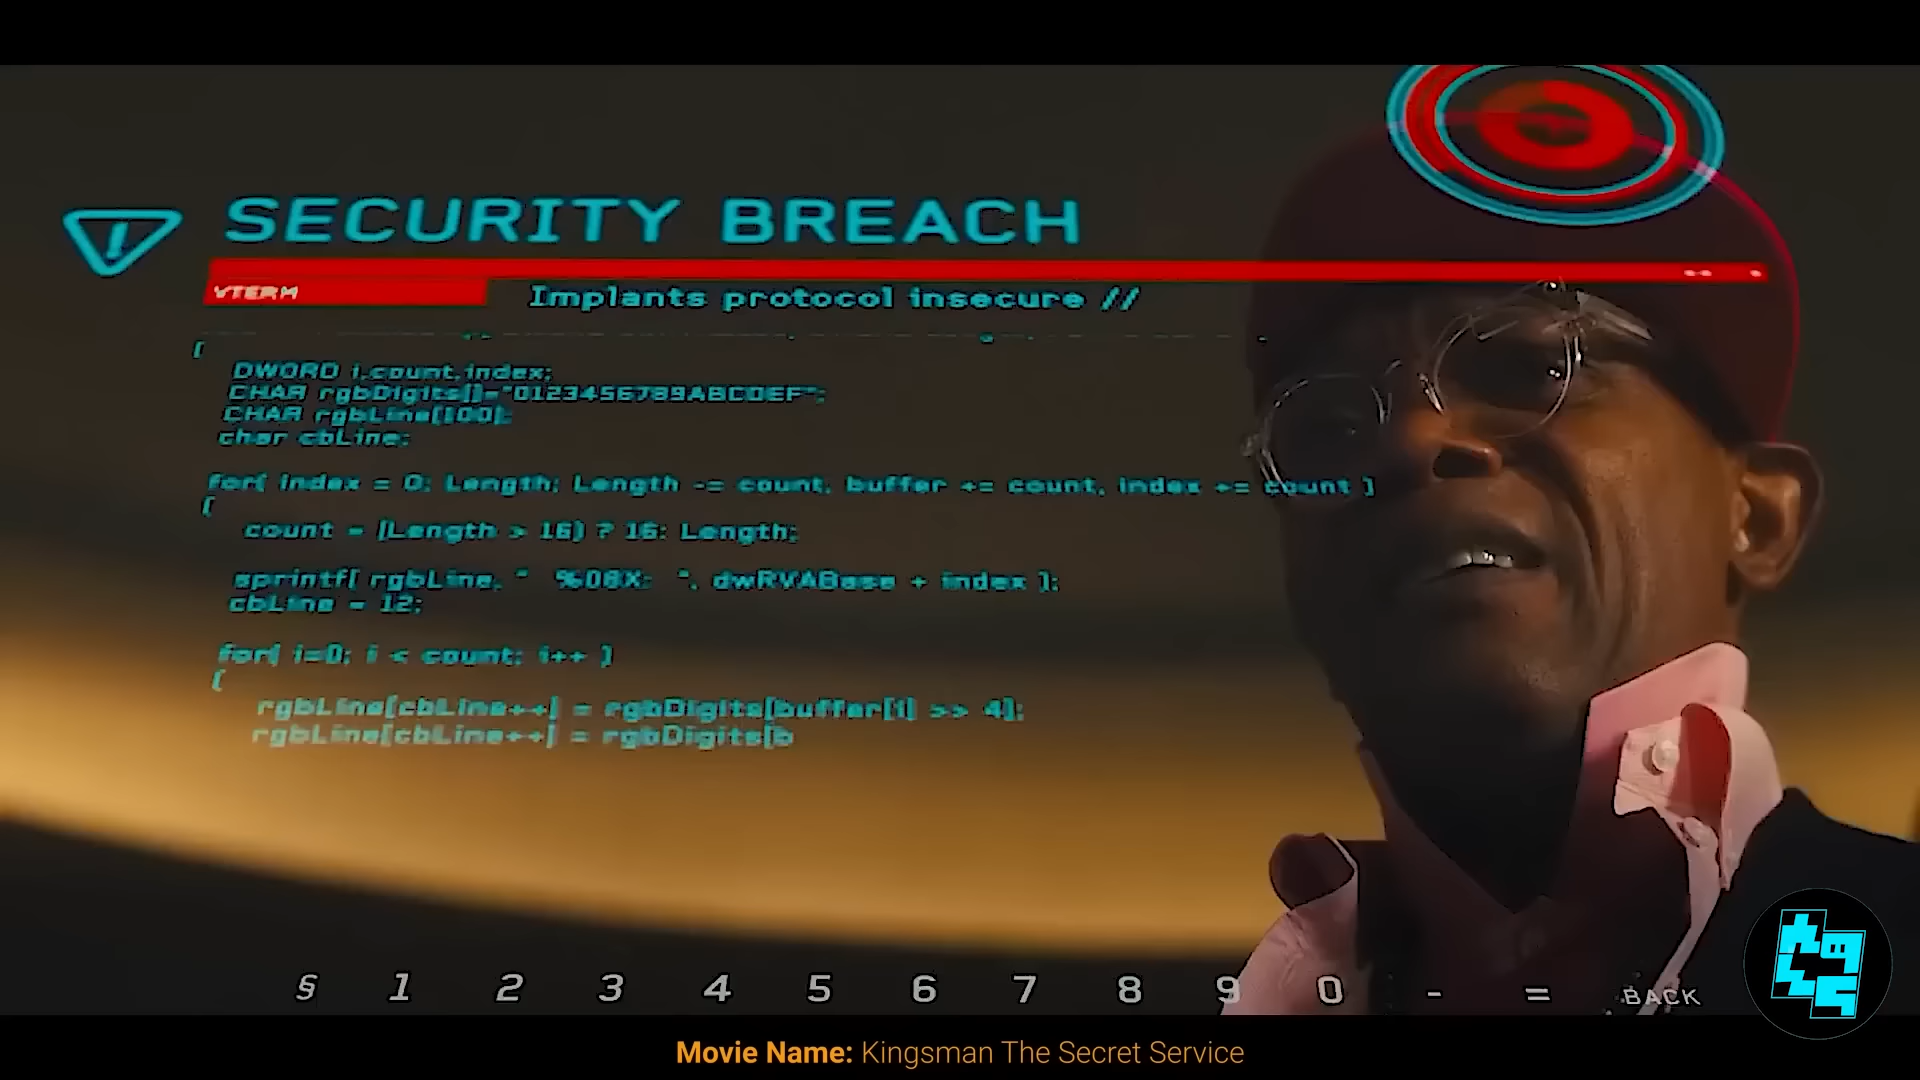 SECURITY BREACH
VTERM
Implants protocol insecure //
{
DWORD i,count,index;
CHAR rgbDigits[]="0123456789ABCDEF";
CHAR rgbLine[100];
char cbLine;
for( index = 0; Length; Length -= count, buffer += count, index += count )
{
count = (Length > 16) ? 16: Length;
sprintf( rgbLine, " %08X: ", dwRVABase + index );
cbLine = 12;
for( i=0; i < count; i++ )
{
rgbLine[cbLine++] = rgbDigits[buffer[i] >> 4];
rgbLine[cbLine++] = rgbDigits[b
§ 1 2 3 4 5 6 7 8 9 0 - = BACK
Movie Name: Kingsman The Secret Service